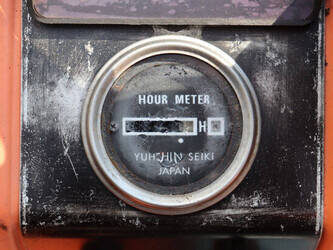 HOUR METER
H
YUHSHIN SEIKI
JAPAN